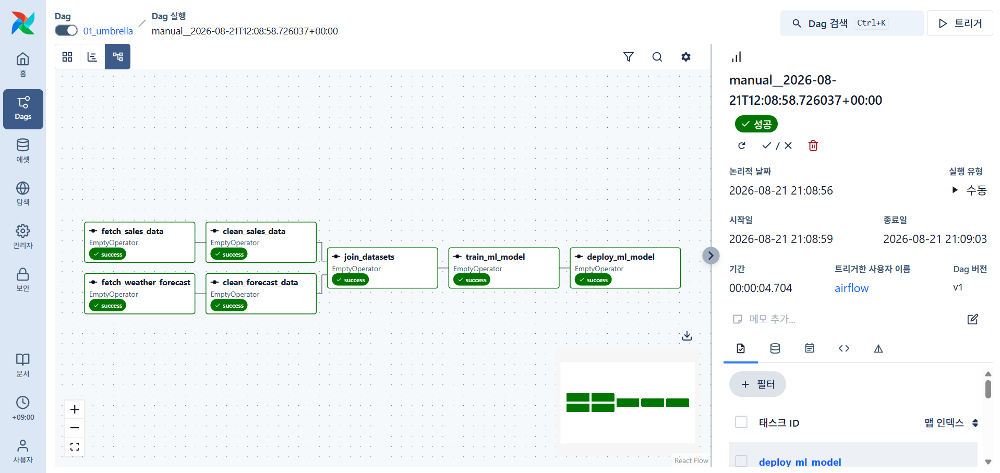 Dag
01_umbrella
Dag 실행
manual__2026-08-21T12:08:58.726037+00:00
Dag 검색 Ctrl+K
트리거
홈
Dags
에셋
탐색
관리자
보안
문서
+09:00
사용자
fetch_sales_data
EmptyOperator
success
clean_sales_data
EmptyOperator
success
fetch_weather_forecast
EmptyOperator
success
clean_forecast_data
EmptyOperator
success
join_datasets
EmptyOperator
success
train_ml_model
EmptyOperator
success
deploy_ml_model
EmptyOperator
success
React Flow
manual__2026-08-
21T12:08:58.726037+00:00
성공
/
논리적 날짜 실행 유형
2026-08-21 21:08:56 수동
시작일 종료일
2026-08-21 21:08:59 2026-08-21 21:09:03
기간 트리거한 사용자 이름 Dag 버전
00:00:04.704 airflow v1
메모 추가...
필터
태스크 ID 맵 인덱스
deploy_ml_model